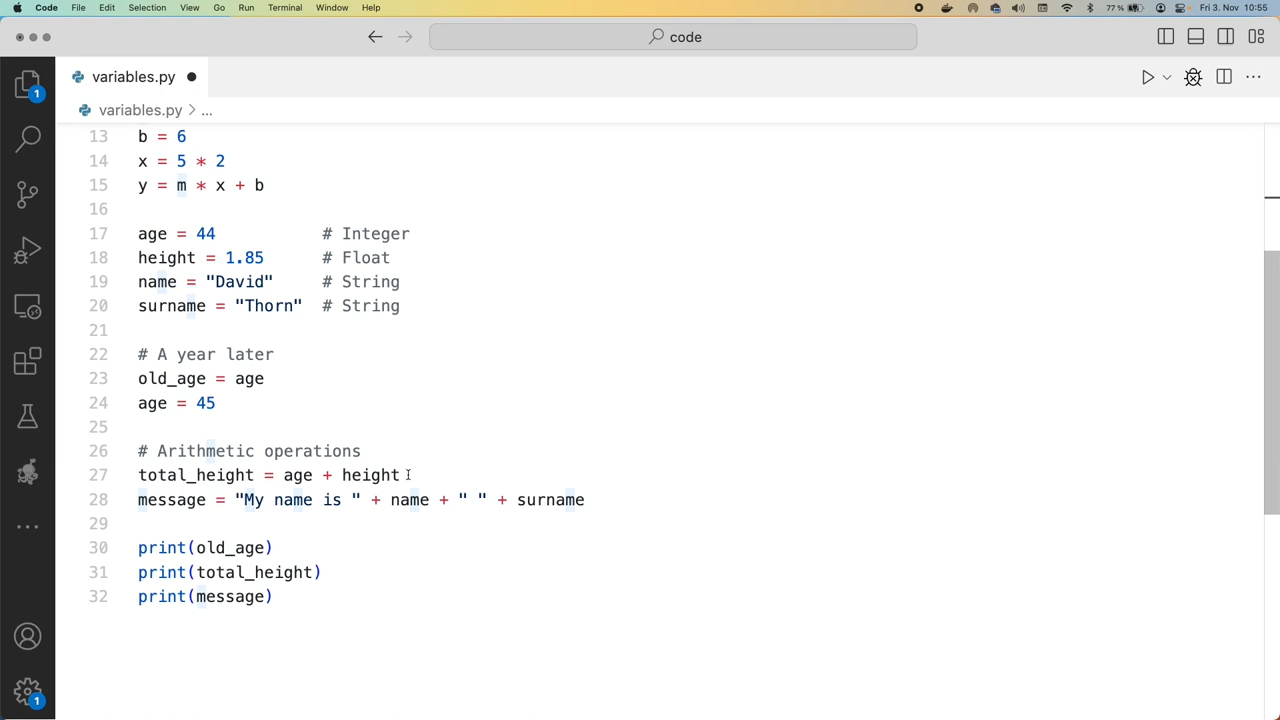 Code File Edit Selection View Go Run Terminal Window Help 77 % Fri 3. Nov 10:55
code
variables.py
variables.py > ...
13 b = 6
14 x = 5 * 2
15 y = m * x + b
16
17 age = 44 # Integer
18 height = 1.85 # Float
19 name = "David" # String
20 surname = "Thorn" # String
21
22 # A year later
23 old_age = age
24 age = 45
25
26 # Arithmetic operations
27 total_height = age + height
28 message = "My name is " + name + " " + surname
29
30 print(old_age)
31 print(total_height)
32 print(message)
1
1